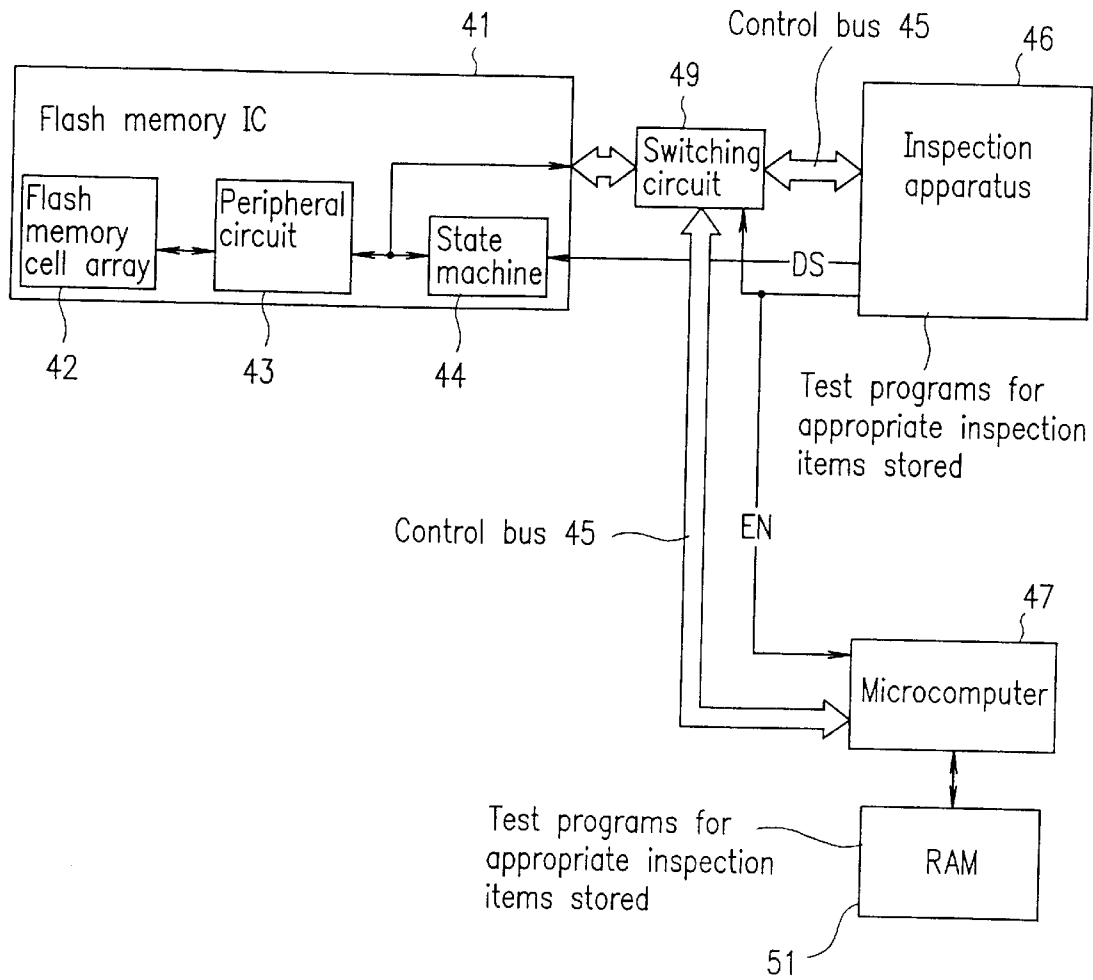 41
Control bus 45
46
49
Flash memory IC
Switching
circuit
Inspection
apparatus
Flash
memory
cell array
Peripheral
circuit
State
machine
DS
42
43
44
Test programs for
appropriate inspection
items stored
Control bus 45
EN
47
Microcomputer
Test programs for
appropriate inspection
items stored
RAM
51